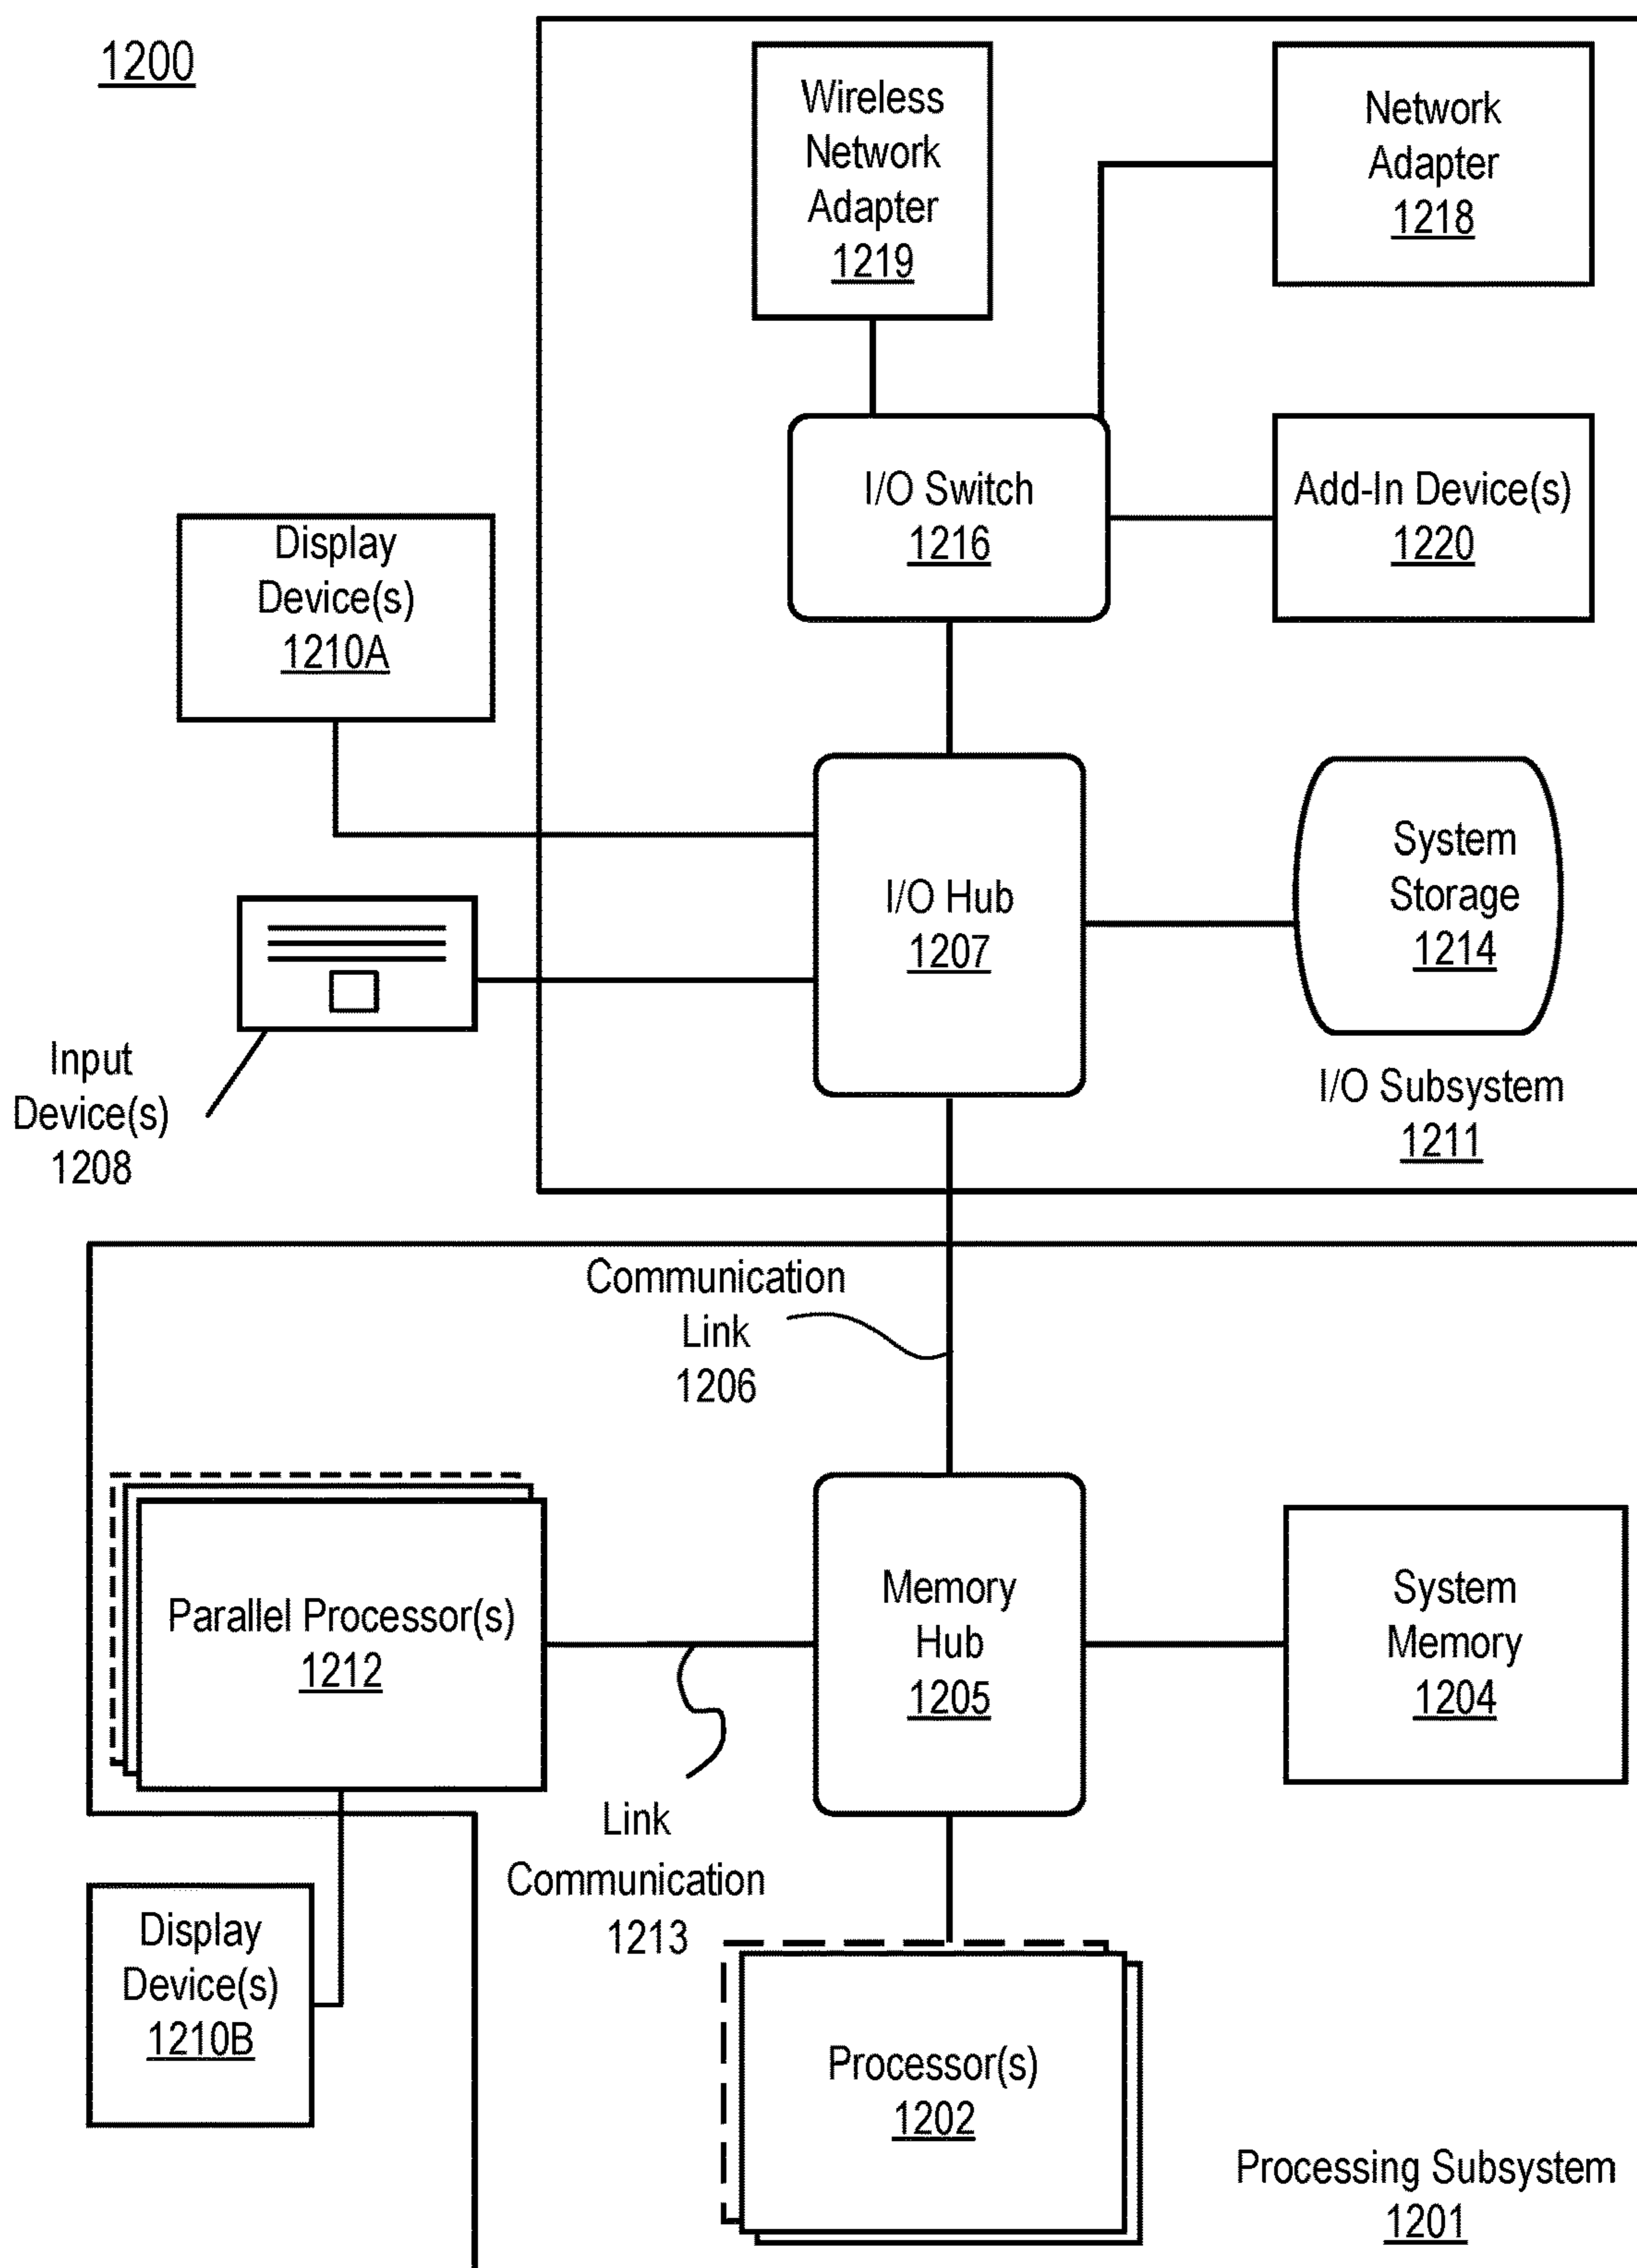 1200
Wireless
Network
Adapter
1219
Network
Adapter
1218
I/O Switch
1216
Add-In Device(s)
1220
Display
Device(s)
1210A
I/O Hub
1207
System
Storage
1214
Input
Device(s)
1208
I/O Subsystem
1211
Communication
Link
1206
Parallel Processor(s)
1212
Memory
Hub
1205
System
Memory
1204
Link
Communication
1213
Display
Device(s)
1210B
Processor(s)
1202
Processing Subsystem
1201